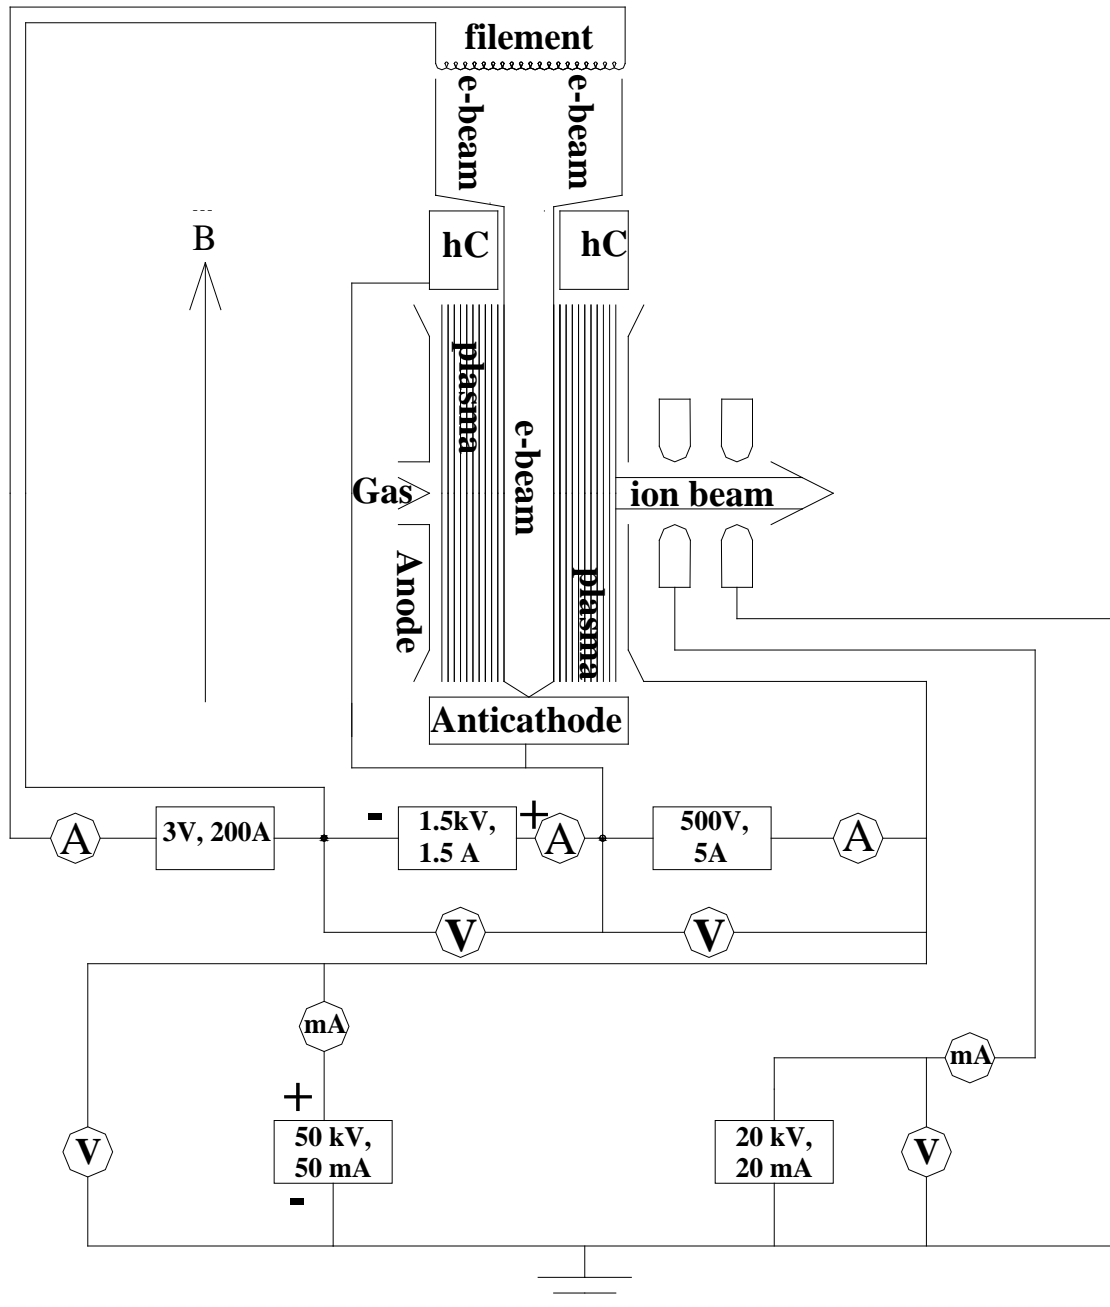 filement
e-beam
e-beam
B
hC
hC
plasma
e-beam
Gas
ion beam
Anode
plasma
Anticathode
-
+
A
3V, 200A
1.5kV,
1.5 A
A
500V,
5A
A
V
V
mA
mA
+
V
50 kV,
50 mA
20 kV,
20 mA
V
-